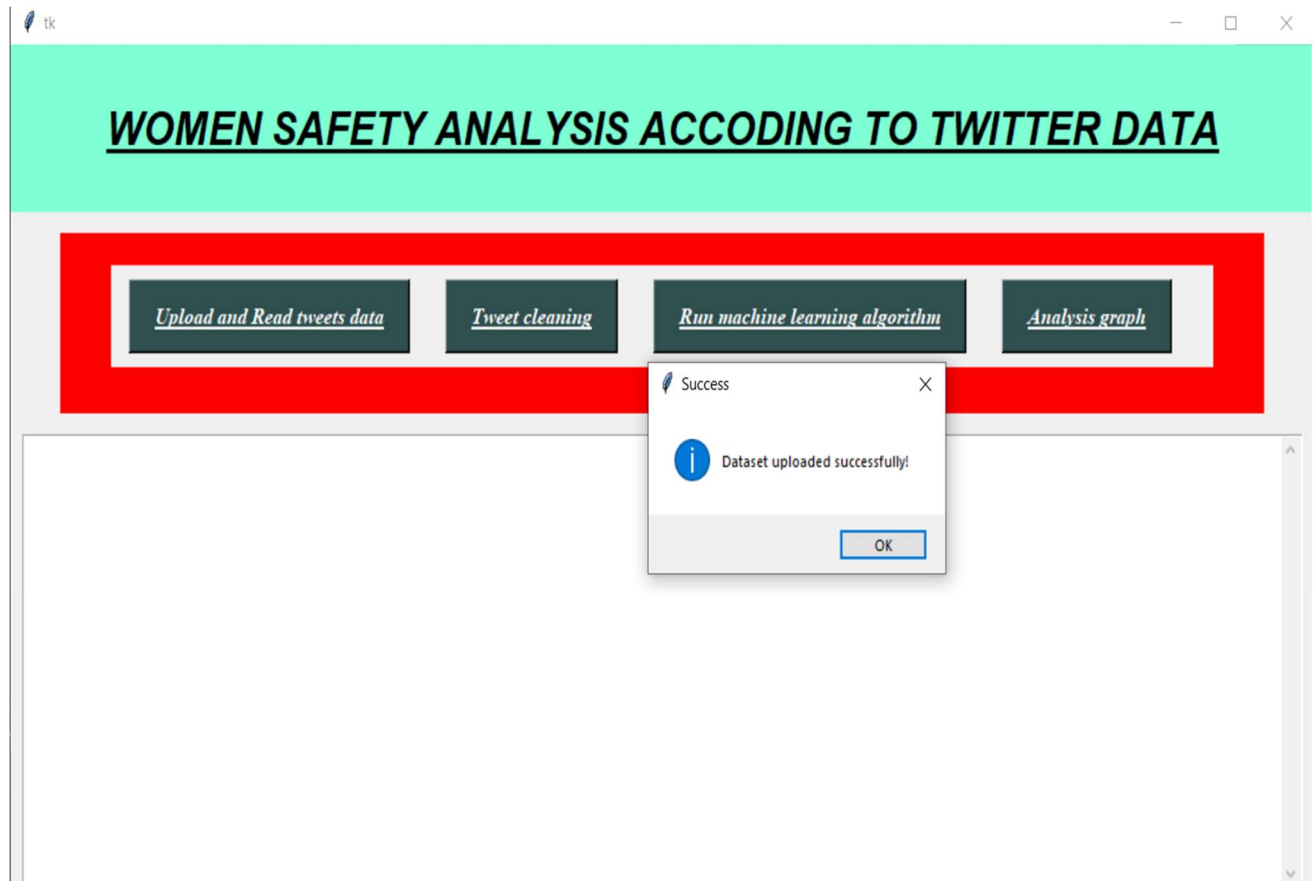 tk
WOMEN SAFETY ANALYSIS ACCODING TO TWITTER DATA
Upload and Read tweets data Tweet cleaning Run machine learning algorithm Analysis graph
Success
i Dataset uploaded successfully!
OK